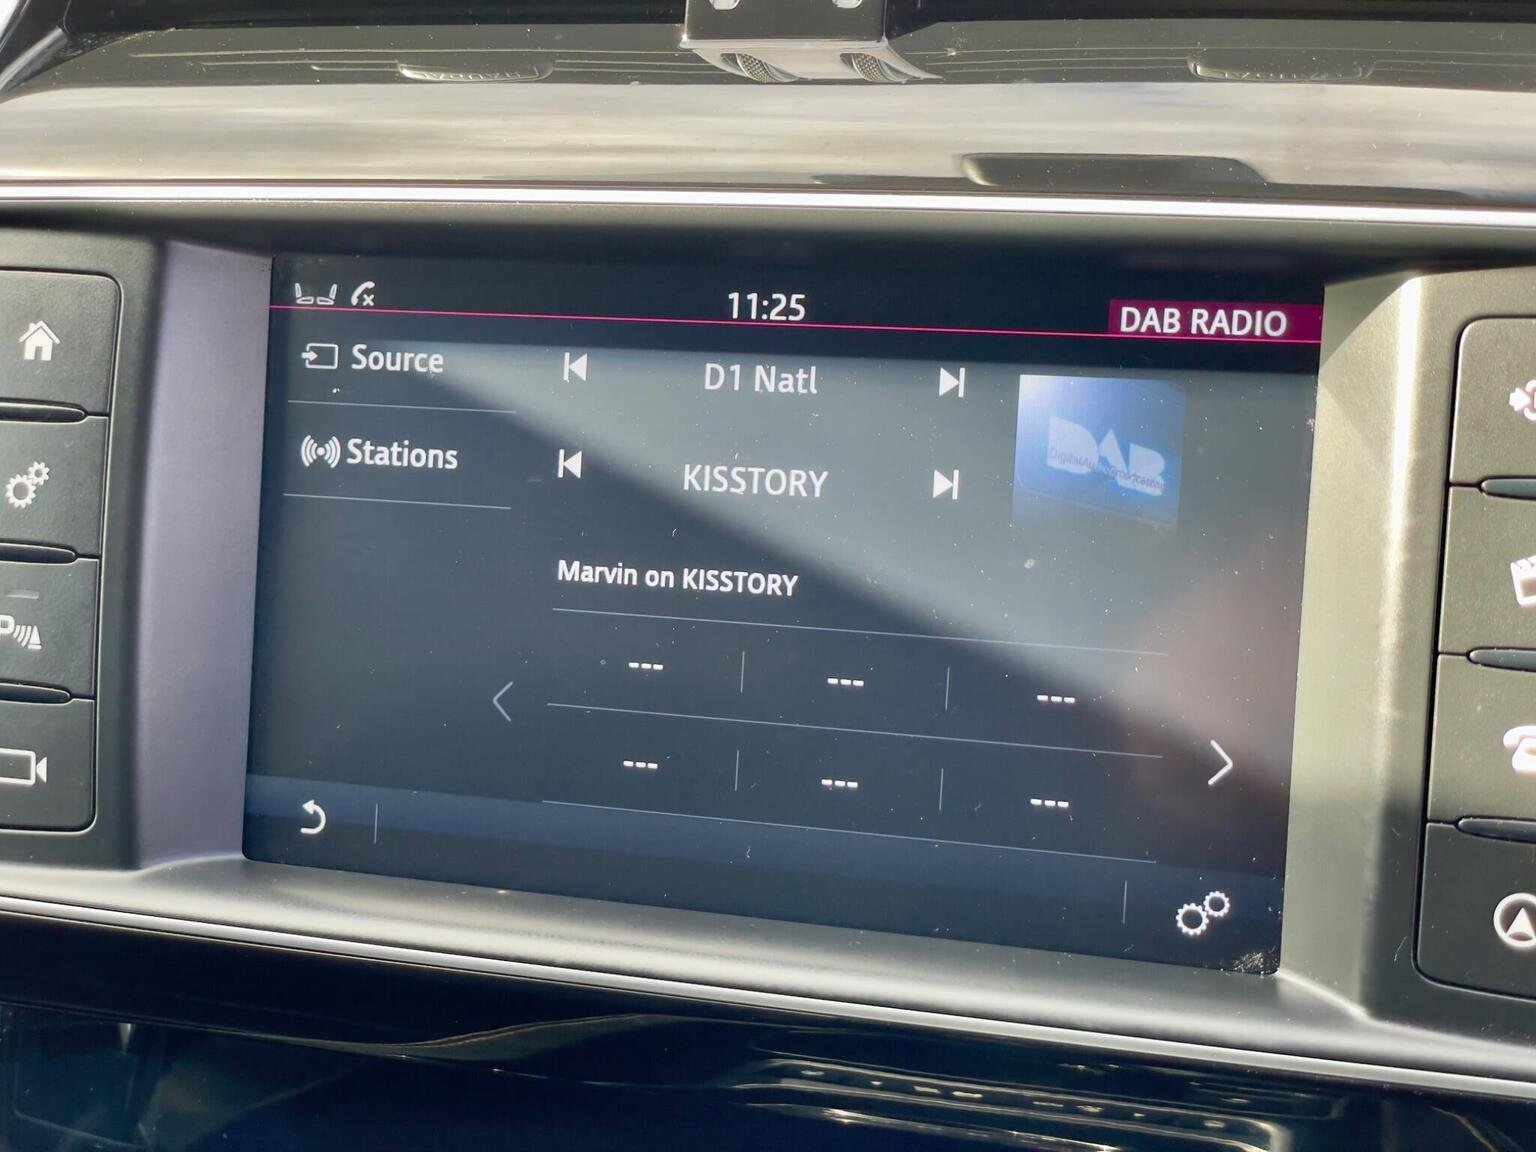 11:25
DAB RADIO
Source
D1 Natl
Stations
KISSTORY
DAB
Marvin on KISSTORY
--- --- ---
--- --- ---
P